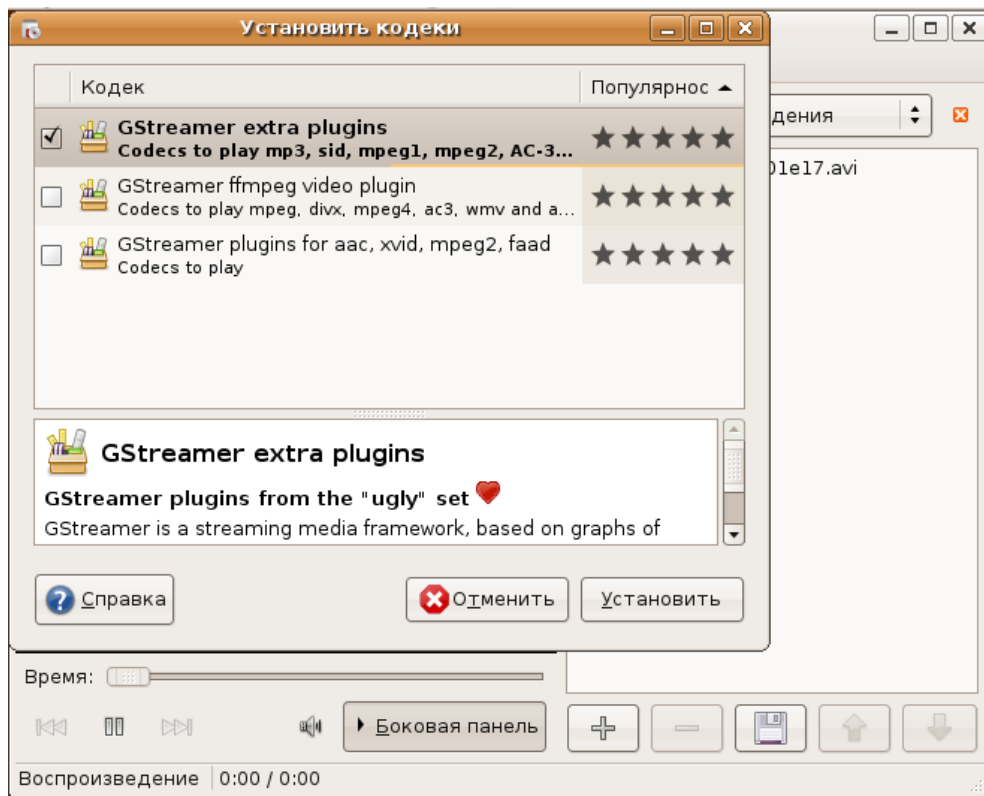 Установить кодеки
Кодек Популярнос
GStreamer extra plugins
Codecs to play mp3, sid, mpeg1, mpeg2, AC-3...
GStreamer ffmpeg video plugin
Codecs to play mpeg, divx, mpeg4, ac3, wmv and a...
GStreamer plugins for aac, xvid, mpeg2, faad
Codecs to play
GStreamer extra plugins
GStreamer plugins from the "ugly" set
GStreamer is a streaming media framework, based on graphs of
Справка Отменить Установить
дения
01e17.avi
Время:
Боковая панель
Воспроизведение 0:00 / 0:00